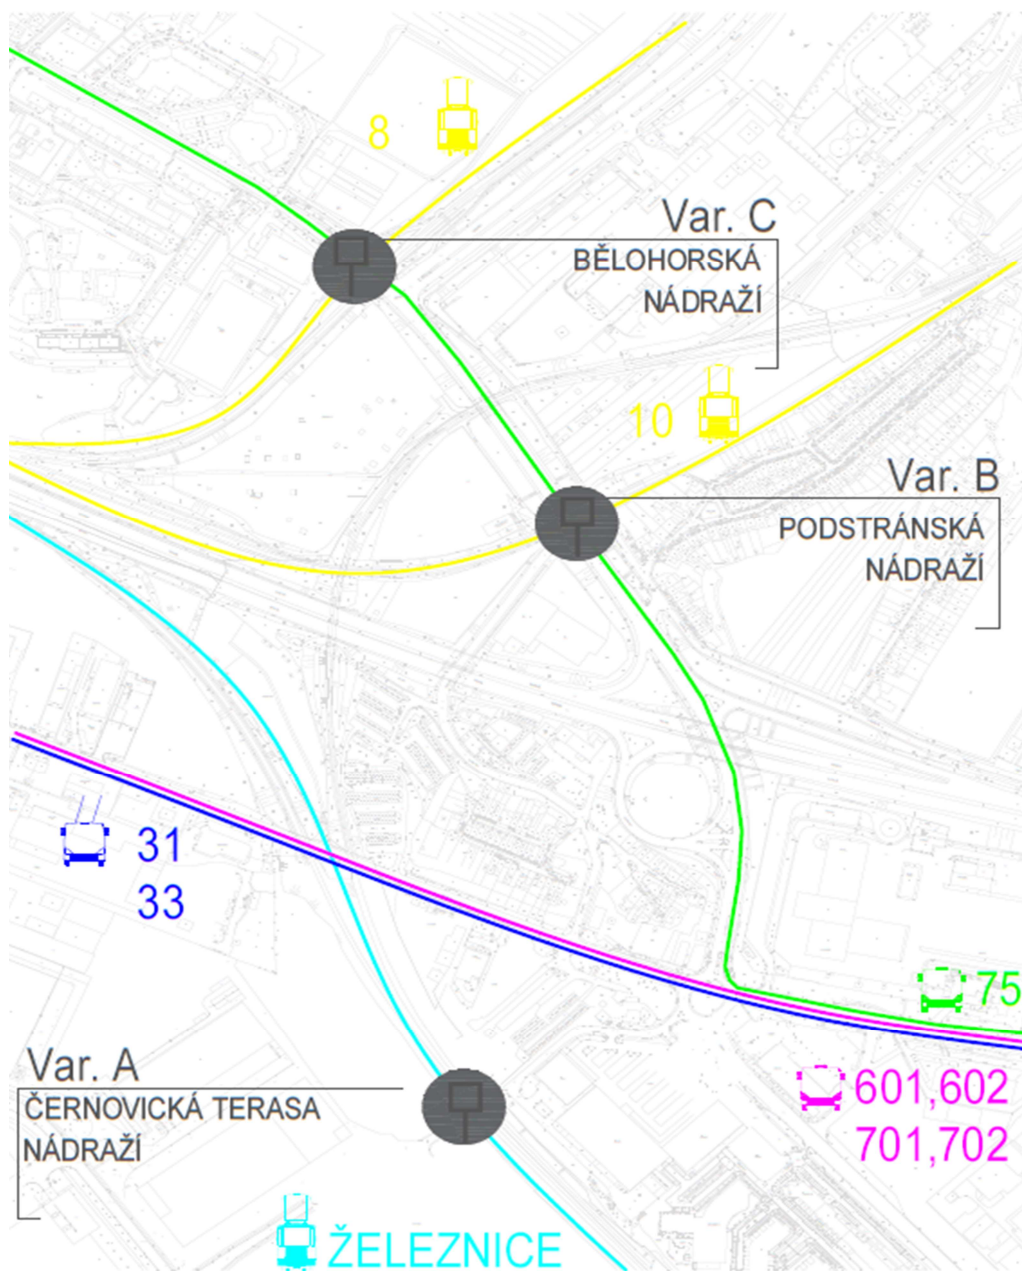 8
Var. C
BĚLOHORSKÁ
NÁDRAŽÍ
10
Var. B
PODSTRÁNSKÁ
NÁDRAŽÍ
31
33
75
Var. A
ČERNOVICKÁ TERASA
NÁDRAŽÍ
601,602
701,702
ŽELEZNICE